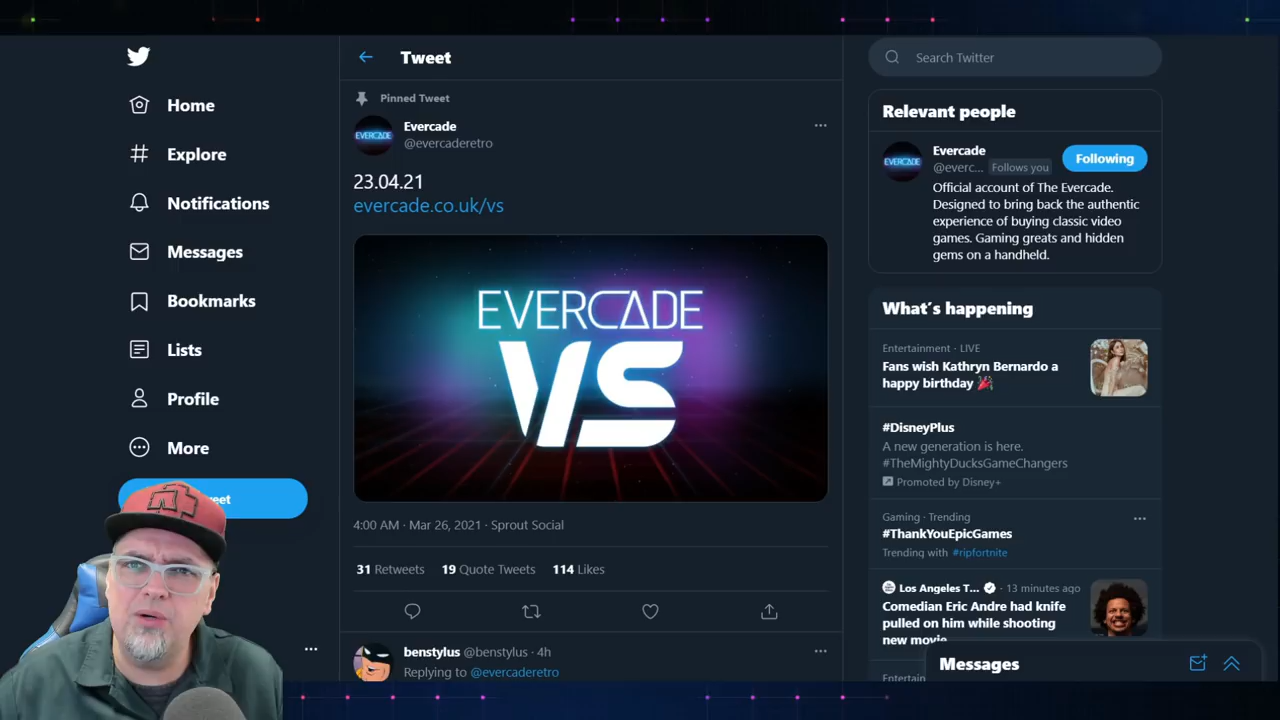 Home
Explore
Notifications
Messages
Bookmarks
Lists
Profile
More
Tweet
Pinned Tweet
EVERCADE
Evercade
@evercaderetro
23.04.21
evercade.co.uk/vs
EVERCADE
VS
4:00 AM · Mar 26, 2021 · Sprout Social
31 Retweets 19 Quote Tweets 114 Likes
benstylus @benstylus · 4h
Replying to @evercaderetro
Search Twitter
Relevant people
EVERCADE
Evercade
@everc... Follows you
Following
Official account of The Evercade.
Designed to bring back the authentic
experience of buying classic video
games. Gaming greats and hidden
gems on a handheld.
What's happening
Entertainment · LIVE
Fans wish Kathryn Bernardo a
happy birthday 🎉
#DisneyPlus
A new generation is here.
#TheMightyDucksGameChangers
Promoted by Disney+
Gaming · Trending
#ThankYouEpicGames
Trending with #ripfortnite
Los Angeles T... · 13 minutes ago
Comedian Eric Andre had knife
pulled on him while shooting
new movie
Messages